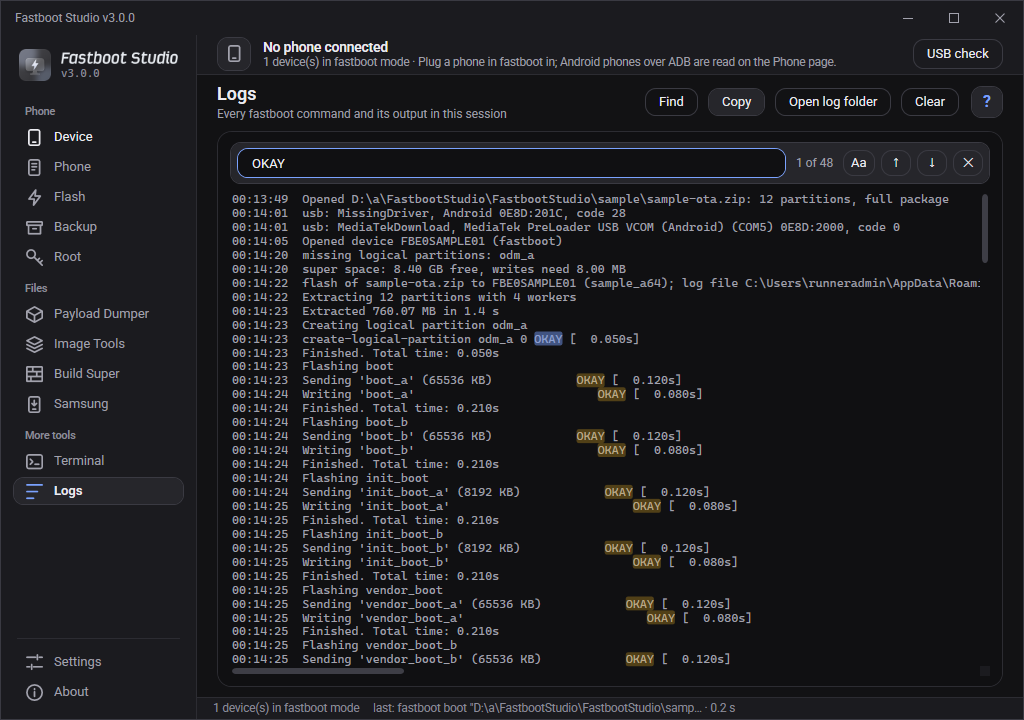 Fastboot Studio v3.0.0
Fastboot Studio
v3.0.0
Phone
Device
Phone
Flash
Backup
Root
Files
Payload Dumper
Image Tools
Build Super
Samsung
More tools
Terminal
Logs
Settings
About
No phone connected
1 device(s) in fastboot mode · Plug a phone in fastboot in; Android phones over ADB are read on the Phone page.
USB check
Logs
Every fastboot command and its output in this session
Find
Copy
Open log folder
Clear
?
OKAY
1 of 48
Aa
↑
↓
00:13:49 Opened D:\a\FastbootStudio\FastbootStudio\sample\sample-ota.zip: 12 partitions, full package
00:14:01 usb: MissingDriver, Android 0E8D:201C, code 28
00:14:01 usb: MediaTekDownload, MediaTek PreLoader USB VCOM (Android) (COM5) 0E8D:2000, code 0
00:14:05 Opened device FBE0SAMPLE01 (fastboot)
00:14:20 missing logical partitions: odm_a
00:14:20 super space: 8.40 GB free, writes need 8.00 MB
00:14:22 flash of sample-ota.zip to FBE0SAMPLE01 (sample_a64); log file C:\Users\runneradmin\AppData\Roam:
00:14:22 Extracting 12 partitions with 4 workers
00:14:23 Extracted 760.07 MB in 1.4 s
00:14:23 Creating logical partition odm_a
00:14:23 create-logical-partition odm_a 0 OKAY [ 0.050s]
00:14:23 Finished. Total time: 0.050s
00:14:23 Flashing boot
00:14:23 Sending 'boot_a' (65536 KB) OKAY [ 0.120s]
00:14:24 Writing 'boot_a' OKAY [ 0.080s]
00:14:24 Finished. Total time: 0.210s
00:14:24 Flashing boot_b
00:14:24 Sending 'boot_b' (65536 KB) OKAY [ 0.120s]
00:14:24 Writing 'boot_b' OKAY [ 0.080s]
00:14:24 Finished. Total time: 0.210s
00:14:24 Flashing init_boot
00:14:24 Sending 'init_boot_a' (8192 KB) OKAY [ 0.120s]
00:14:25 Writing 'init_boot_a' OKAY [ 0.080s]
00:14:25 Finished. Total time: 0.210s
00:14:25 Flashing init_boot_b
00:14:25 Sending 'init_boot_b' (8192 KB) OKAY [ 0.120s]
00:14:25 Writing 'init_boot_b' OKAY [ 0.080s]
00:14:25 Finished. Total time: 0.210s
00:14:25 Flashing vendor_boot
00:14:25 Sending 'vendor_boot_a' (65536 KB) OKAY [ 0.120s]
00:14:25 Writing 'vendor_boot_a' OKAY [ 0.080s]
00:14:25 Finished. Total time: 0.210s
00:14:25 Flashing vendor_boot_b
00:14:25 Sending 'vendor_boot_b' (65536 KB) OKAY [ 0.120s]
1 device(s) in fastboot mode last: fastboot boot "D:\a\FastbootStudio\FastbootStudio\samp... · 0.2 s